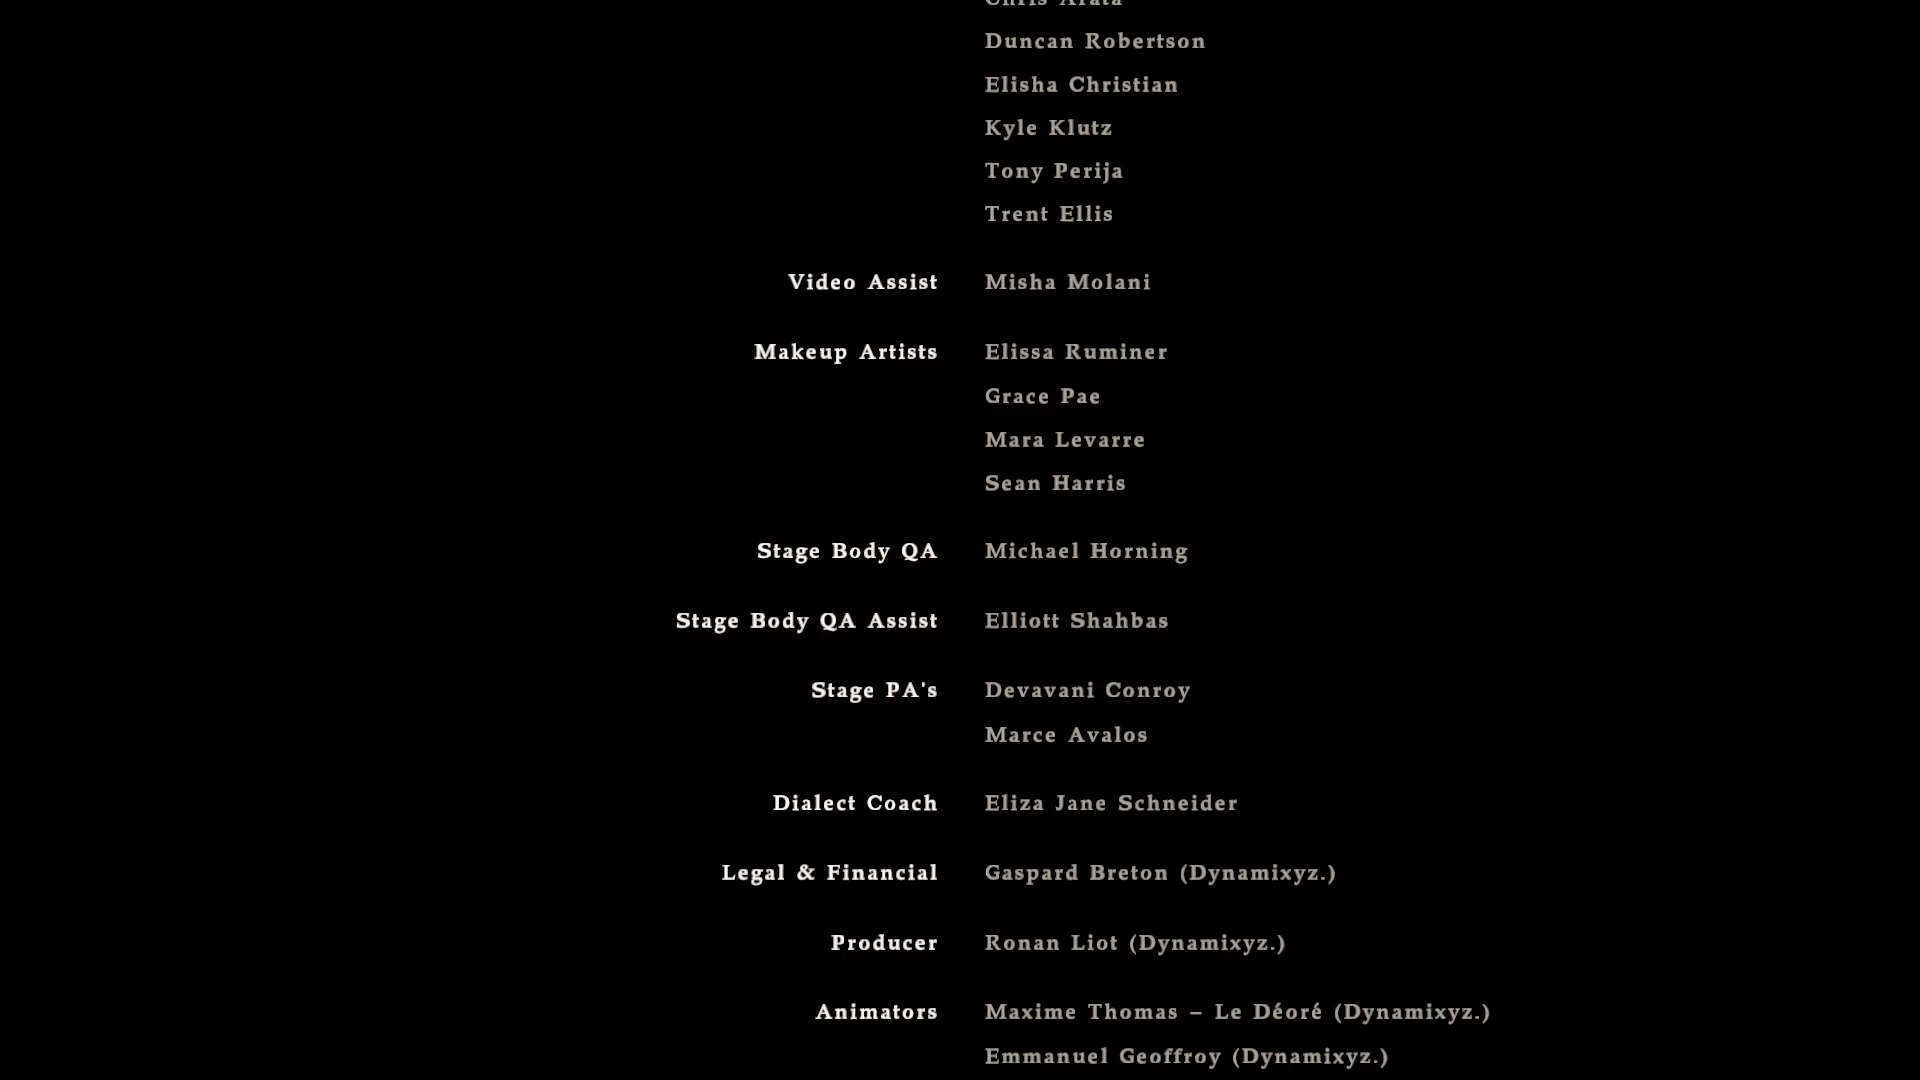 Chris Arata
Duncan Robertson
Elisha Christian
Kyle Klutz
Tony Perija
Trent Ellis
Video Assist Misha Molani
Makeup Artists Elissa Ruminer
Grace Pae
Mara Levarre
Sean Harris
Stage Body QA Michael Horning
Stage Body QA Assist Elliott Shahbas
Stage PA's Devavani Conroy
Marce Avalos
Dialect Coach Eliza Jane Schneider
Legal & Financial Gaspard Breton (Dynamixyz.)
Producer Ronan Liot (Dynamixyz.)
Animators Maxime Thomas – Le Déoré (Dynamixyz.)
Emmanuel Geoffroy (Dynamixyz.)